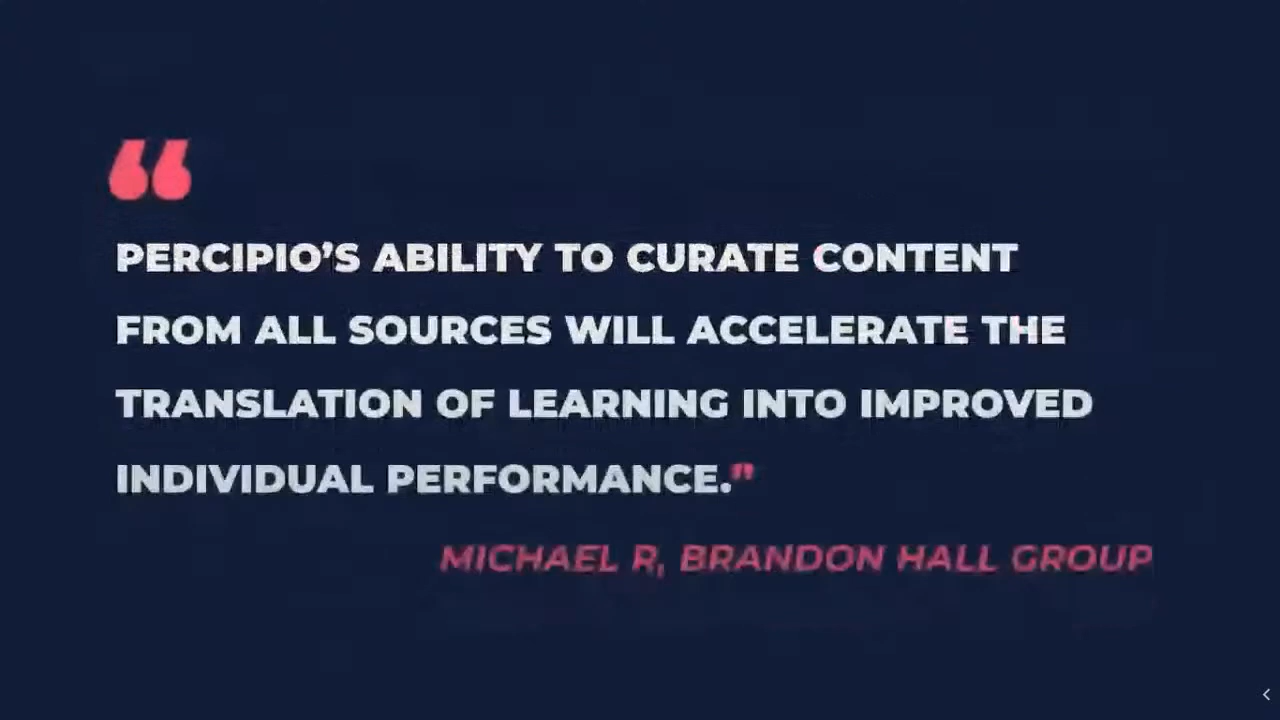 “
PERCIPIO’S ABILITY TO CURATE CONTENT
FROM ALL SOURCES WILL ACCELERATE THE
TRANSLATION OF LEARNING INTO IMPROVED
INDIVIDUAL PERFORMANCE.”
MICHAEL R, BRANDON HALL GROUP